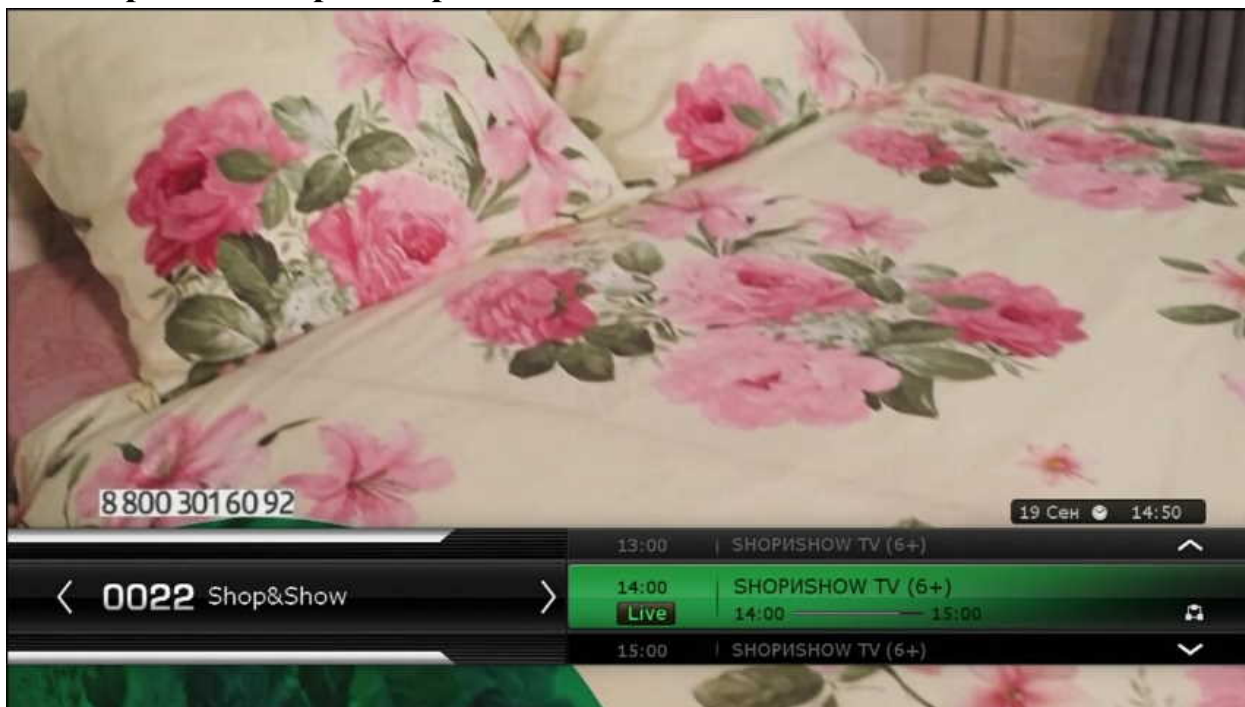 8 800 301 60 92
19 Сен 14:50
13:00 SHOPИSHOW TV (6+)
0022 Shop&Show
14:00 SHOPИSHOW TV (6+)
Live 14:00 15:00
15:00 SHOPИSHOW TV (6+)